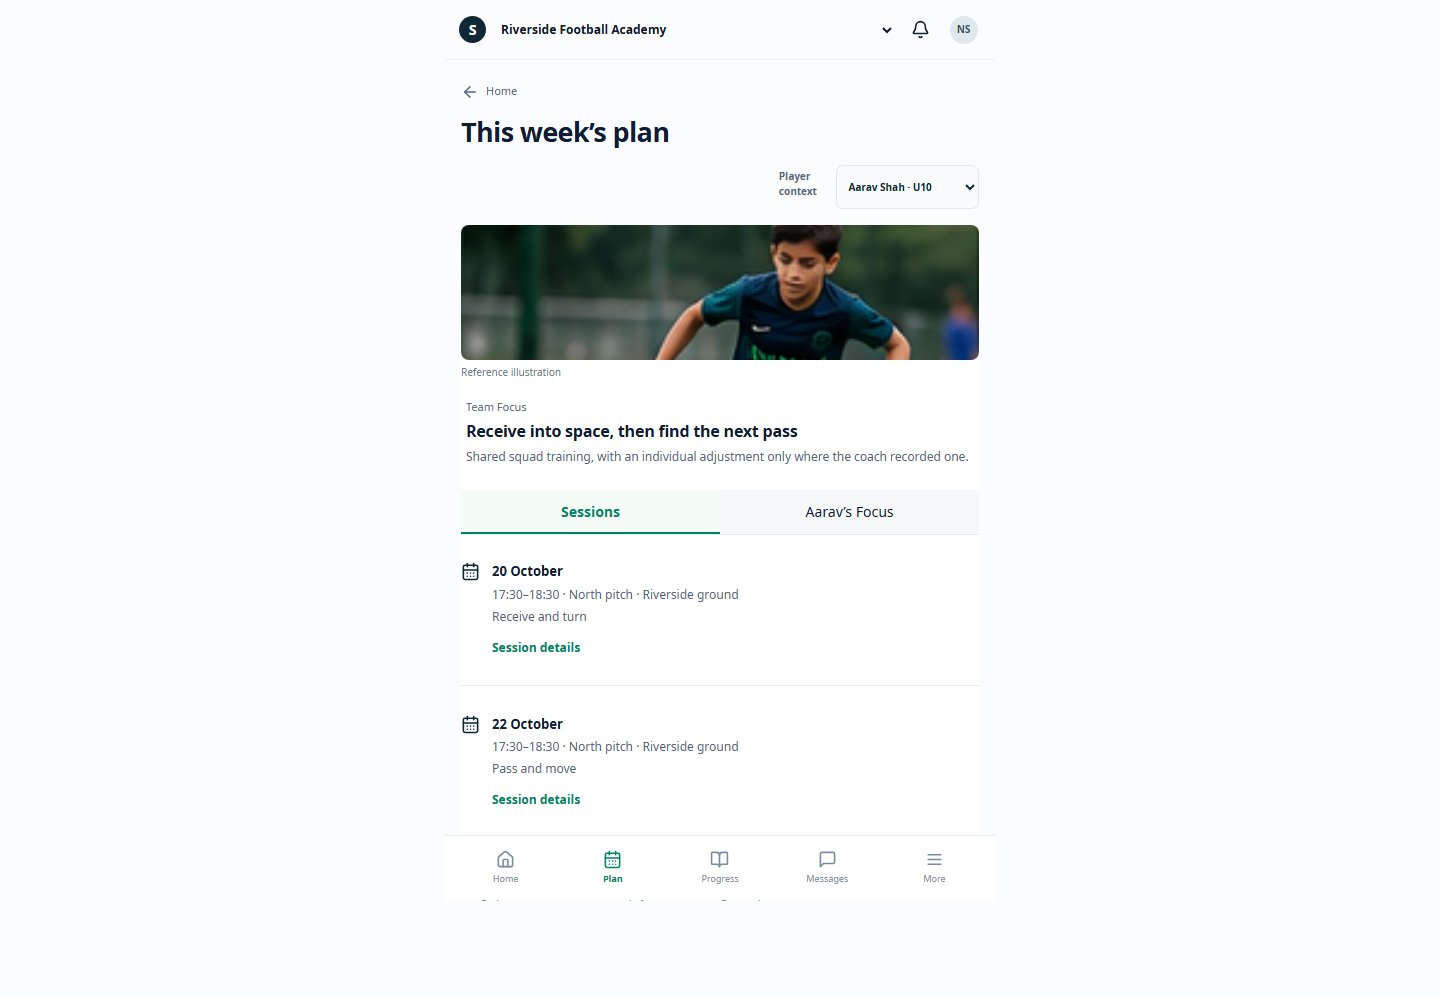 S
Riverside Football Academy
NS
Home
This week’s plan
Player
context
Aarav Shah · U10
Reference illustration
Team Focus
Receive into space, then find the next pass
Shared squad training, with an individual adjustment only where the coach recorded one.
Sessions
Aarav’s Focus
20 October
17:30–18:30 · North pitch · Riverside ground
Receive and turn
Session details
22 October
17:30–18:30 · North pitch · Riverside ground
Pass and move
Session details
Home
Plan
Progress
Messages
More